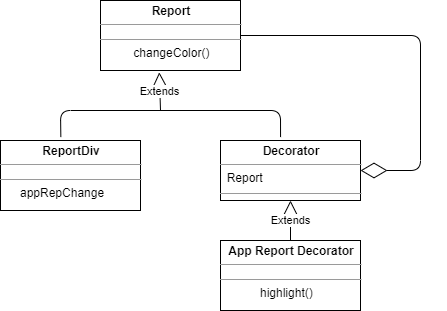 Report
changeColor()
Extends
ReportDiv
appRepChange
Decorator
Report
Extends
App Report Decorator
highlight()